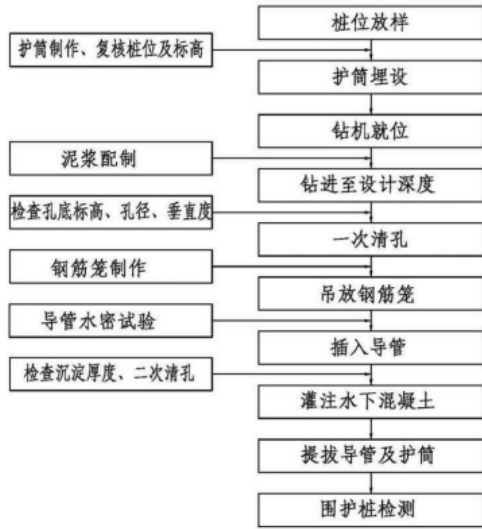 桩位放样
护筒制作、复核桩位及标高
护筒埋设
钻机就位
泥浆配制
钻进至设计深度
检查孔底标高、孔径、垂直度
一次清孔
钢筋笼制作
吊放钢筋笼
导管水密试验
插入导管
检查沉淀厚度、二次清孔
灌注水下混凝土
提拔导管及护筒
围护桩检测